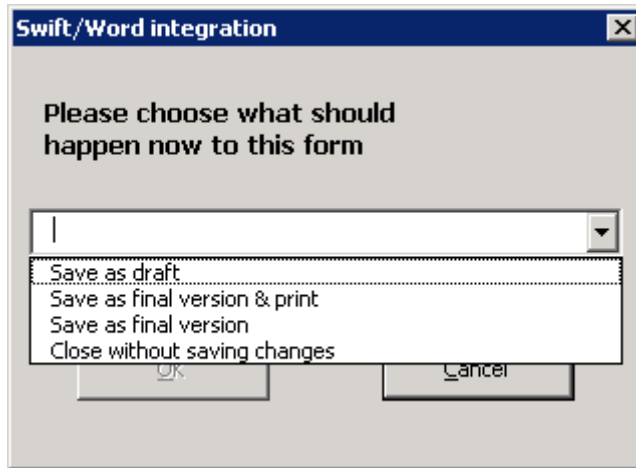 Swift/Word integration
Please choose what should
happen now to this form
Save as draft
Save as final version & print
Save as final version
Close without saving changes
OK
Cancel